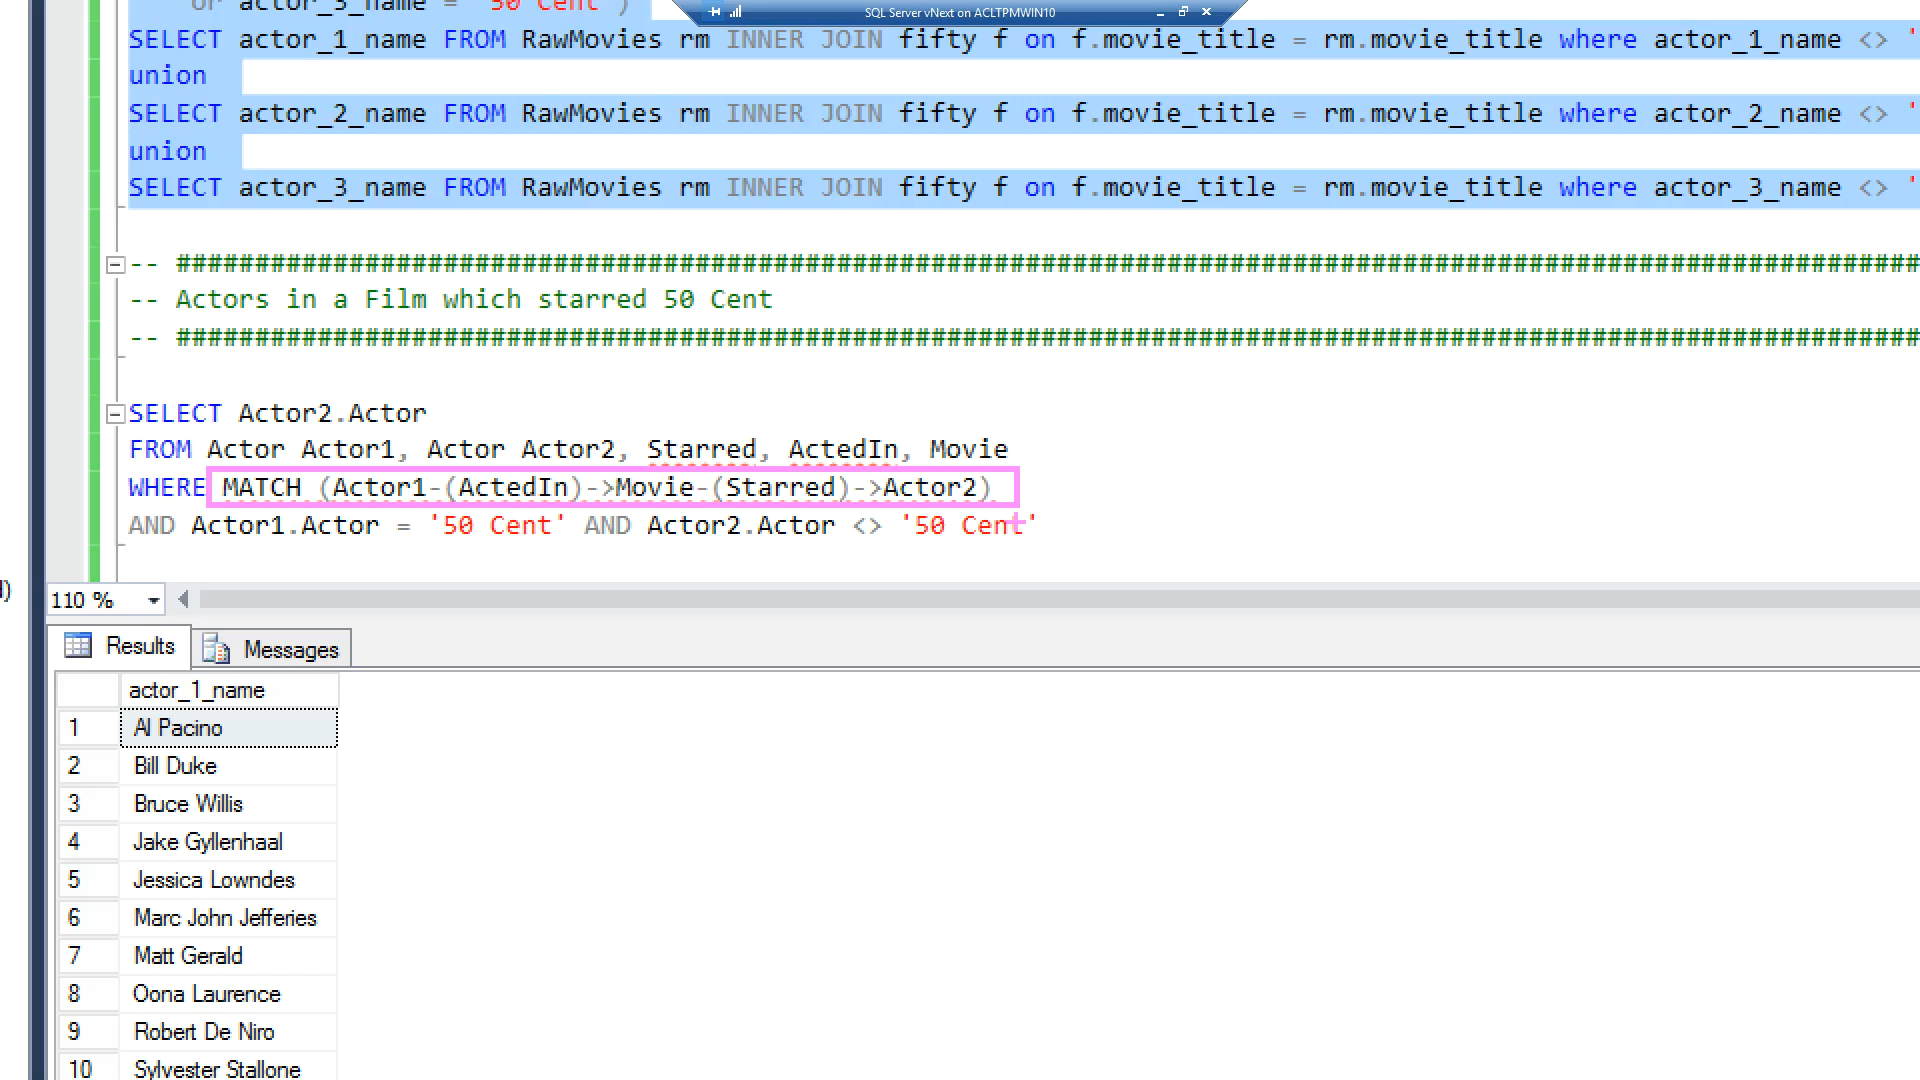 or actor_3_name = '50 Cent')
SQL Server vNext on ACLTPMWIN10
SELECT actor_1_name FROM RawMovies rm INNER JOIN fifty f on f.movie_title = rm.movie_title where actor_1_name <> '
union
SELECT actor_2_name FROM RawMovies rm INNER JOIN fifty f on f.movie_title = rm.movie_title where actor_2_name <> '
union
SELECT actor_3_name FROM RawMovies rm INNER JOIN fifty f on f.movie_title = rm.movie_title where actor_3_name <> '
-- ###############################################################################################################
-- Actors in a Film which starred 50 Cent
-- ###############################################################################################################
SELECT Actor2.Actor
FROM Actor Actor1, Actor Actor2, Starred, ActedIn, Movie
WHERE MATCH (Actor1-(ActedIn)->Movie-(Starred)->Actor2)
AND Actor1.Actor = '50 Cent' AND Actor2.Actor <> '50 Cent'
110 %
Results Messages
actor_1_name
1 Al Pacino
2 Bill Duke
3 Bruce Willis
4 Jake Gyllenhaal
5 Jessica Lowndes
6 Marc John Jefferies
7 Matt Gerald
8 Oona Laurence
9 Robert De Niro
10 Sylvester Stallone